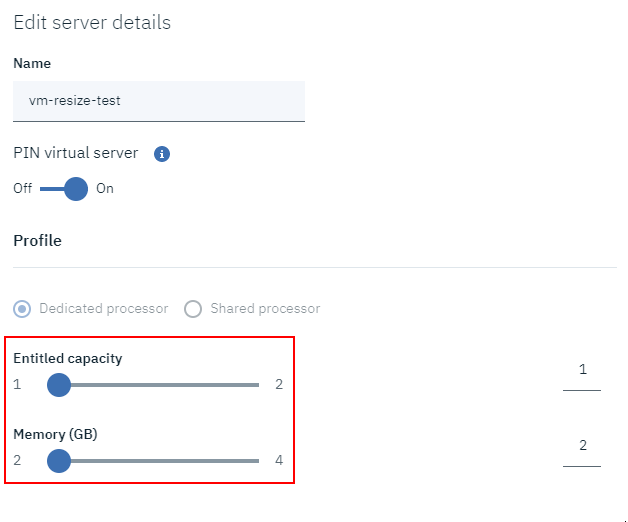 Edit server details
Name
vm-resize-test
PIN virtual server i
Off On
Profile
Dedicated processor Shared processor
Entitled capacity
1 2 1
Memory (GB)
2 4 2